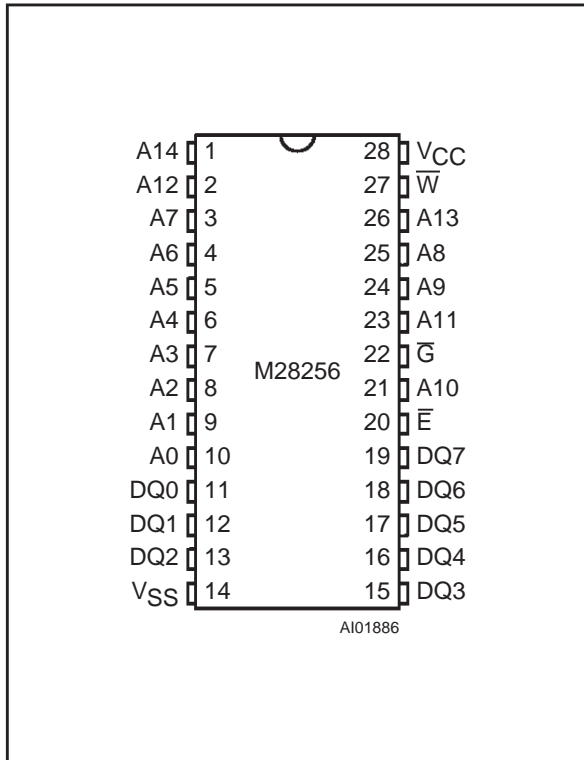 A14 1 28 VCC
A12 2 27 W̅
A7 3 26 A13
A6 4 25 A8
A5 5 24 A9
A4 6 23 A11
A3 7 22 G̅
M28256
A2 8 21 A10
A1 9 20 E̅
A0 10 19 DQ7
DQ0 11 18 DQ6
DQ1 12 17 DQ5
DQ2 13 16 DQ4
VSS 14 15 DQ3
AI01886